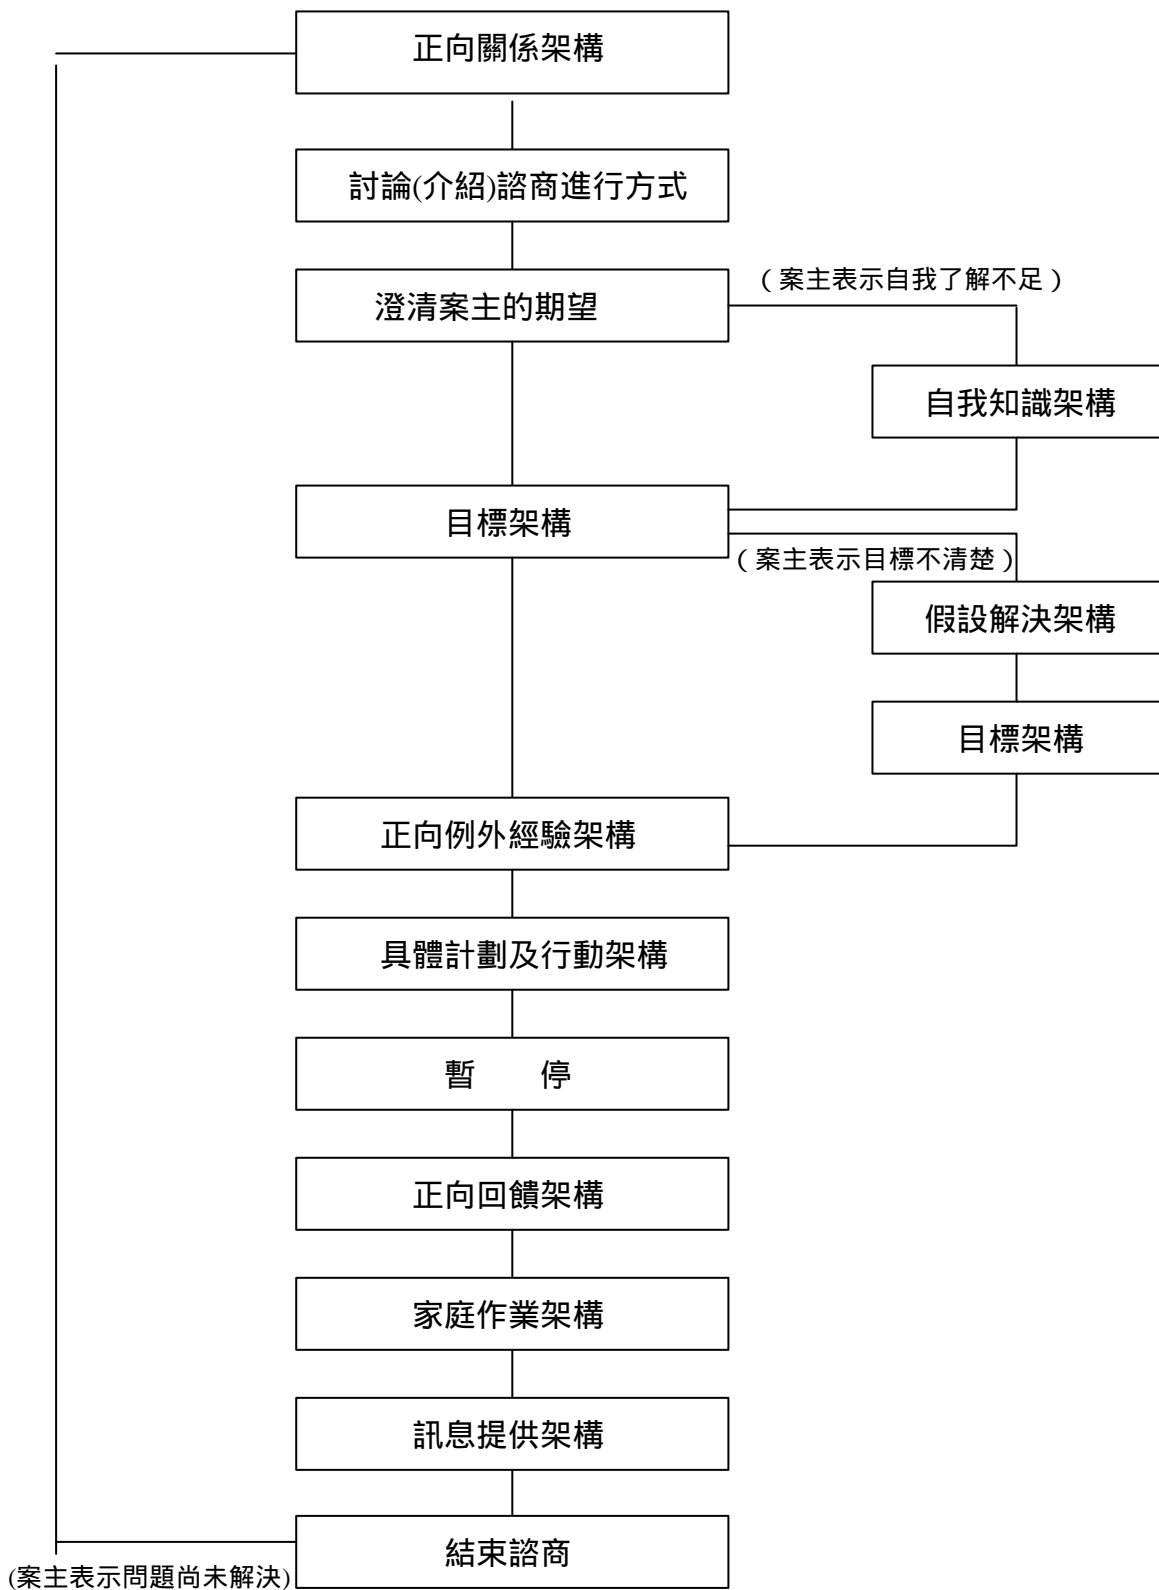 正向關係架構
討論(介紹)諮商進行方式
澄清案主的期望
（案主表示自我了解不足）
自我知識架構
目標架構
（案主表示目標不清楚）
假設解決架構
目標架構
正向例外經驗架構
具體計劃及行動架構
暫　　停
正向回饋架構
家庭作業架構
訊息提供架構
結束諮商
(案主表示問題尚未解決)